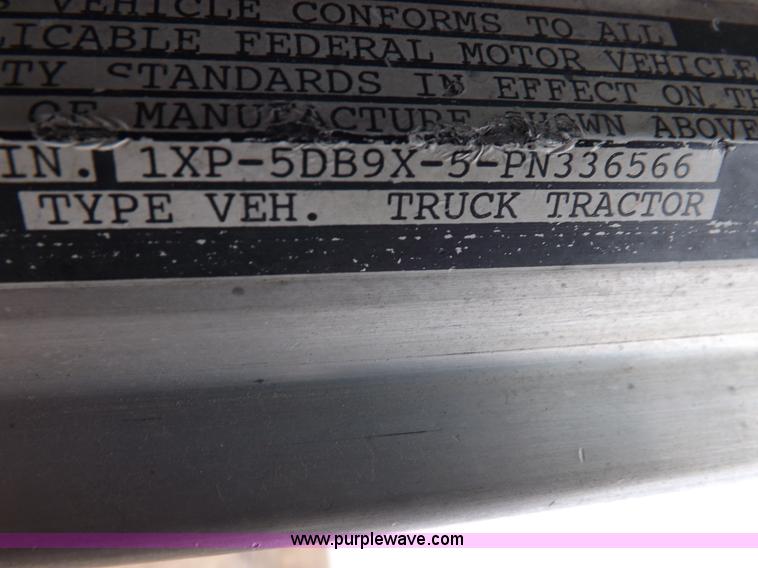 VEHICLE CONFORMS TO ALL
LICABLE FEDERAL MOTOR VEHICLE
TY STANDARDS IN EFFECT ON TH
OF MANUFACTURE SHOWN ABOVE
IN. 1XP-5DB9X-5-PN336566
TYPE VEH. TRUCK TRACTOR
www.purplewave.com